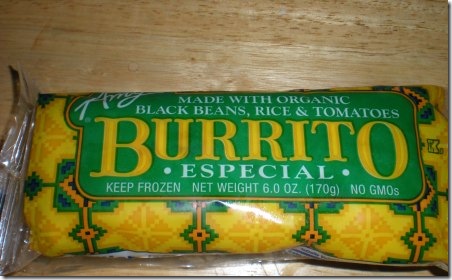 Amy's
MADE WITH ORGANIC
BLACK BEANS, RICE & TOMATOES
®
BURRITO
• ESPECIAL •
KEEP FROZEN NET WEIGHT 6.0 OZ. (170g) NO GMOs
K